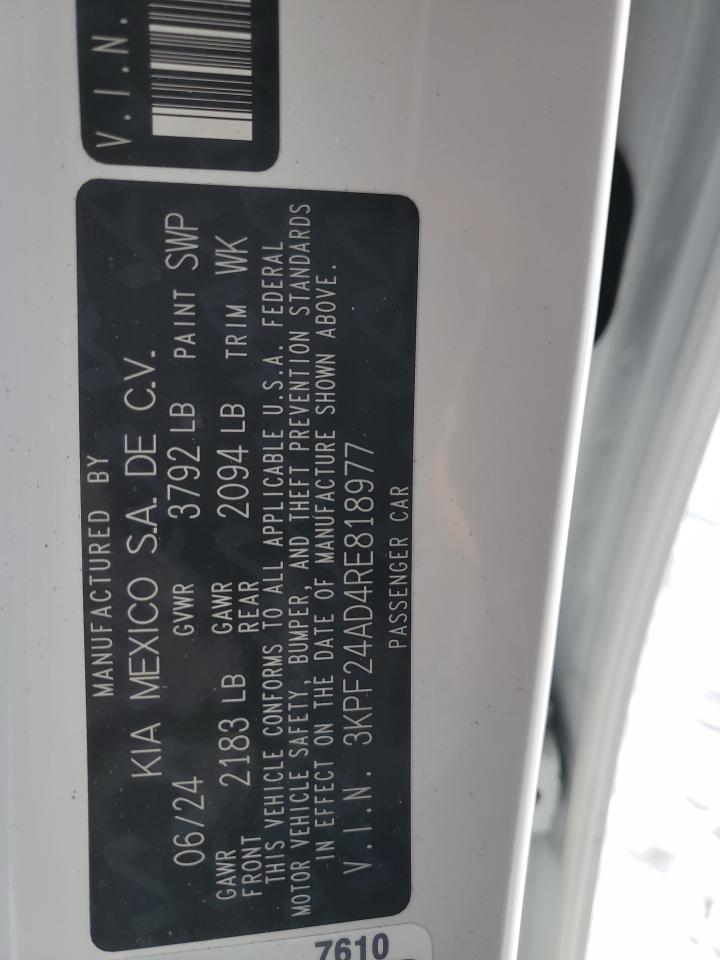 V.I.N.
MANUFACTURED BY
KIA MEXICO S.A. DE C.V.
06/24 GVWR 3792 LB PAINT SWP
GAWR FRONT 2183 LB GAWR REAR 2094 LB TRIM WK
THIS VEHICLE CONFORMS TO ALL APPLICABLE U.S.A. FEDERAL
MOTOR VEHICLE SAFETY, BUMPER, AND THEFT PREVENTION STANDARDS
IN EFFECT ON THE DATE OF MANUFACTURE SHOWN ABOVE.
V.I.N. 3KPF24AD4RE818977
PASSENGER CAR
7610